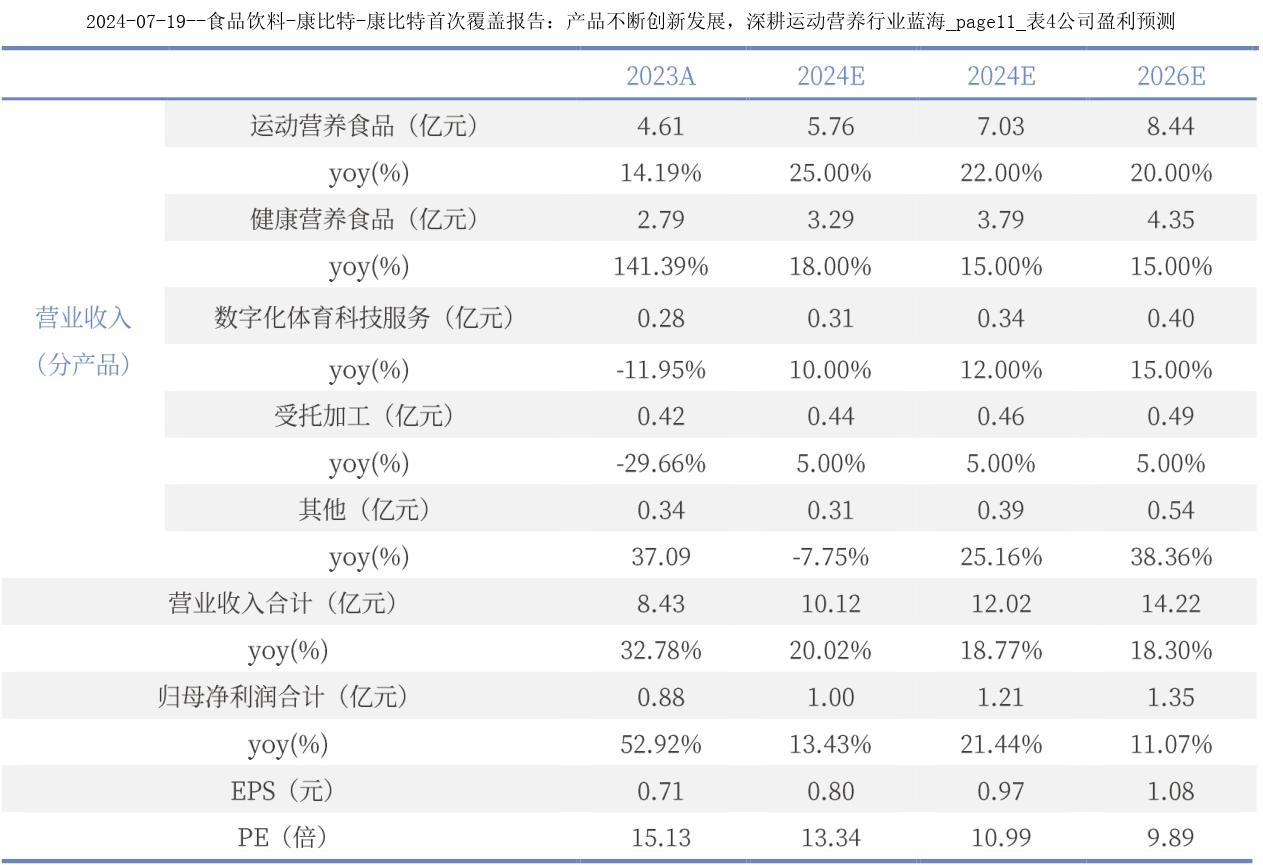 2024-07-19--食品饮料-康比特-康比特首次覆盖报告：产品不断创新发展，深耕运动营养行业蓝海_page11_表4公司盈利预测
2023A 2024E 2024E 2026E
运动营养食品（亿元） 4.61 5.76 7.03 8.44
yoy(%) 14.19% 25.00% 22.00% 20.00%
健康营养食品（亿元） 2.79 3.29 3.79 4.35
yoy(%) 141.39% 18.00% 15.00% 15.00%
营业收入 数字化体育科技服务（亿元） 0.28 0.31 0.34 0.40
（分产品） yoy(%) -11.95% 10.00% 12.00% 15.00%
受托加工（亿元） 0.42 0.44 0.46 0.49
yoy(%) -29.66% 5.00% 5.00% 5.00%
其他（亿元） 0.34 0.31 0.39 0.54
yoy(%) 37.09 -7.75% 25.16% 38.36%
营业收入合计（亿元） 8.43 10.12 12.02 14.22
yoy(%) 32.78% 20.02% 18.77% 18.30%
归母净利润合计（亿元） 0.88 1.00 1.21 1.35
yoy(%) 52.92% 13.43% 21.44% 11.07%
EPS（元） 0.71 0.80 0.97 1.08
PE（倍） 15.13 13.34 10.99 9.89